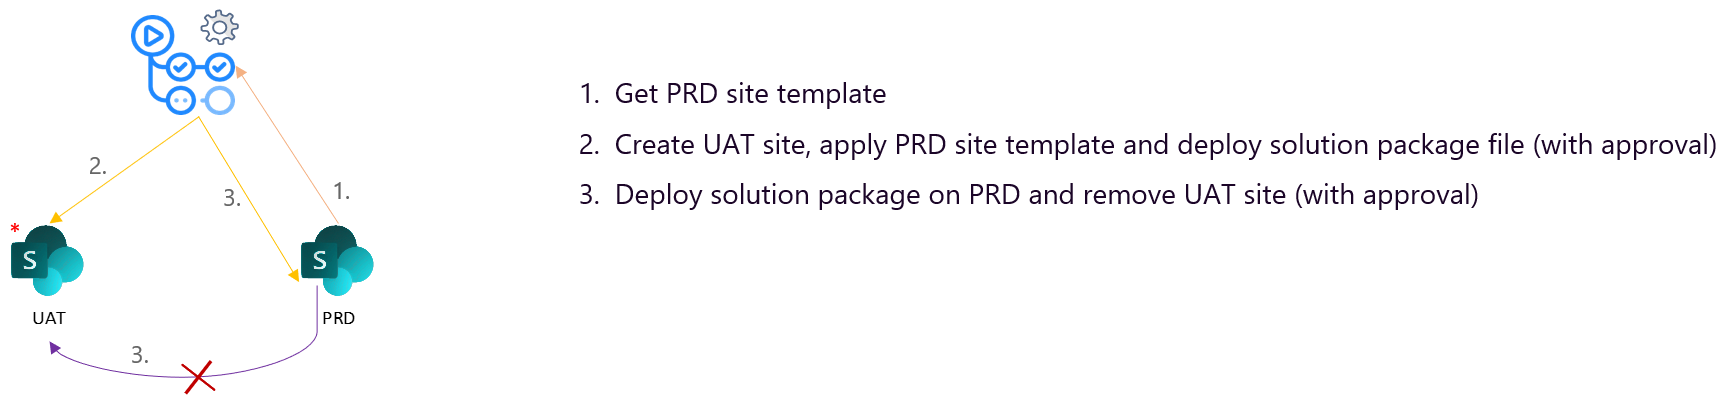 1. Get PRD site template
2. Create UAT site, apply PRD site template and deploy solution package file (with approval)
3. Deploy solution package on PRD and remove UAT site (with approval)
2.
3.
1.
*
S
S
UAT
PRD
3.